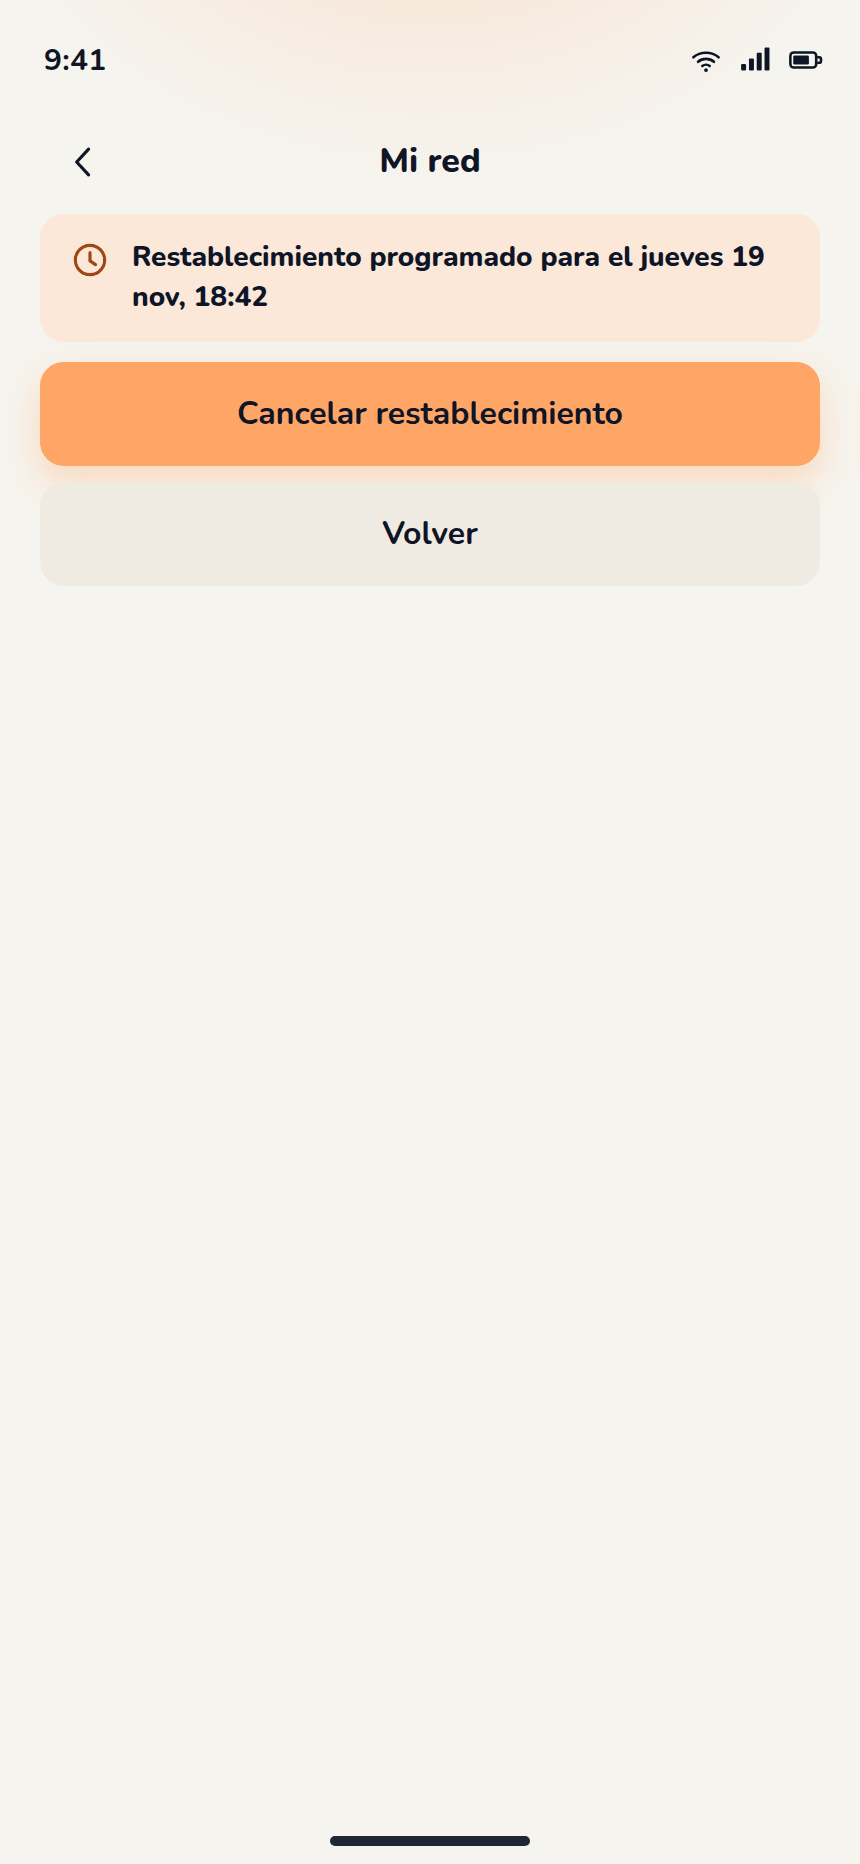 9:41
Mi red
Restablecimiento programado para el jueves 19
nov, 18:42
Cancelar restablecimiento
Volver